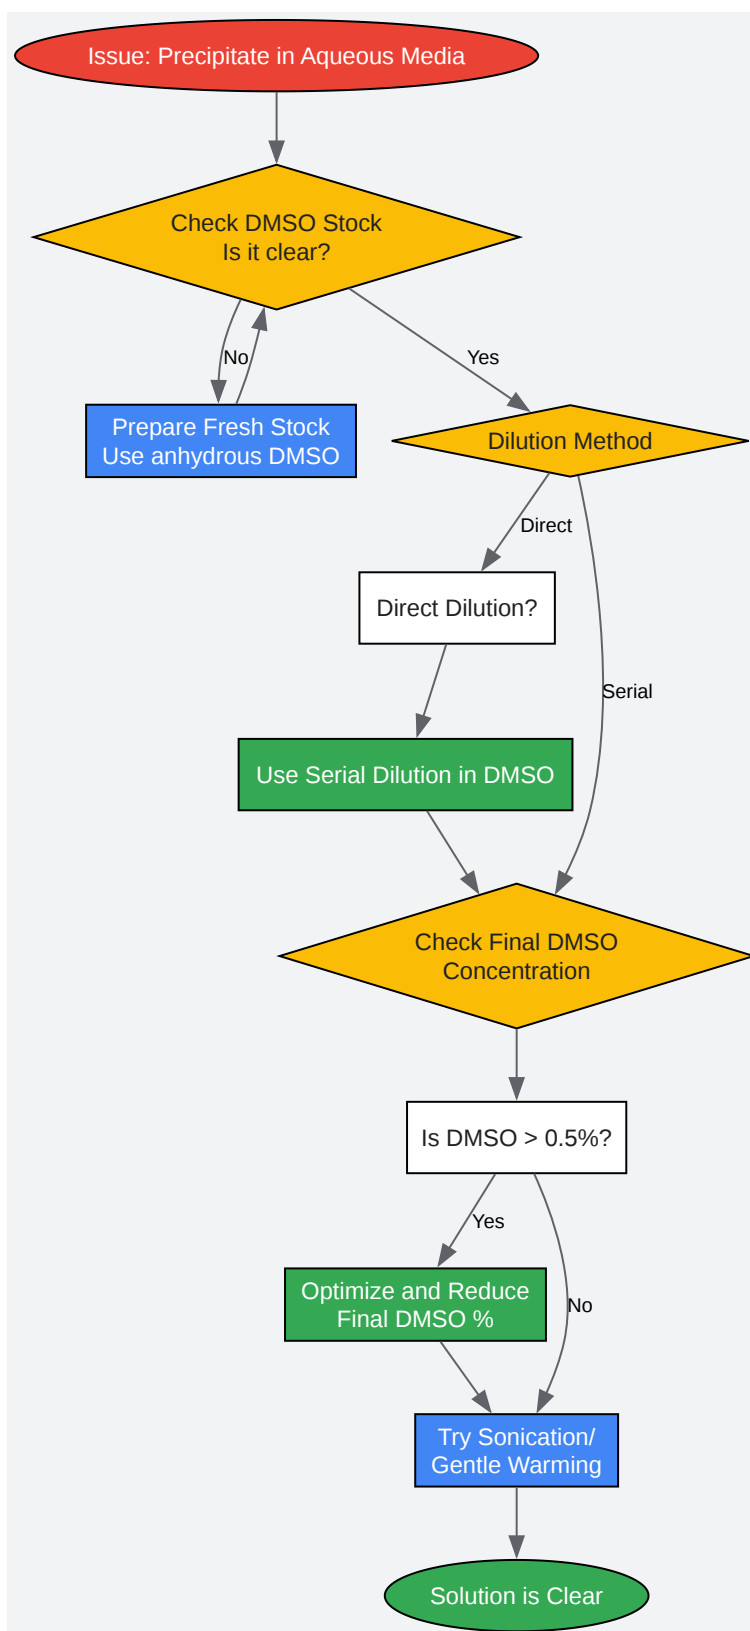 Issue: Precipitate in Aqueous Media
Check DMSO Stock
Is it clear?
No
Yes
Prepare Fresh Stock
Use anhydrous DMSO
Dilution Method
Direct
Direct Dilution?
Serial
Use Serial Dilution in DMSO
Check Final DMSO
Concentration
Is DMSO > 0.5%?
Yes
Optimize and Reduce
Final DMSO %
No
Try Sonication/
Gentle Warming
Solution is Clear